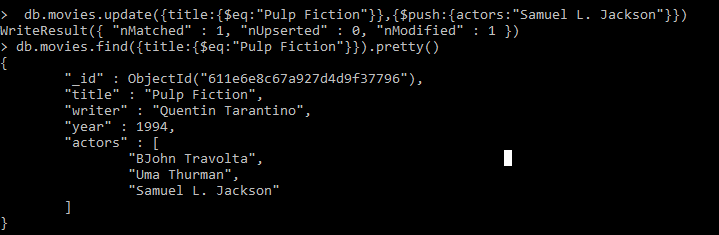 >  db.movies.update({title:{$eq:"Pulp Fiction"}},{$push:{actors:"Samuel L. Jackson"}})
WriteResult({ "nMatched" : 1, "nUpserted" : 0, "nModified" : 1 })
> db.movies.find({title:{$eq:"Pulp Fiction"}}).pretty()
{
        "_id" : ObjectId("611e6e8c67a927d4d9f37796"),
        "title" : "Pulp Fiction",
        "writer" : "Quentin Tarantino",
        "year" : 1994,
        "actors" : [
                "BJohn Travolta",
                "Uma Thurman",
                "Samuel L. Jackson"
        ]
}